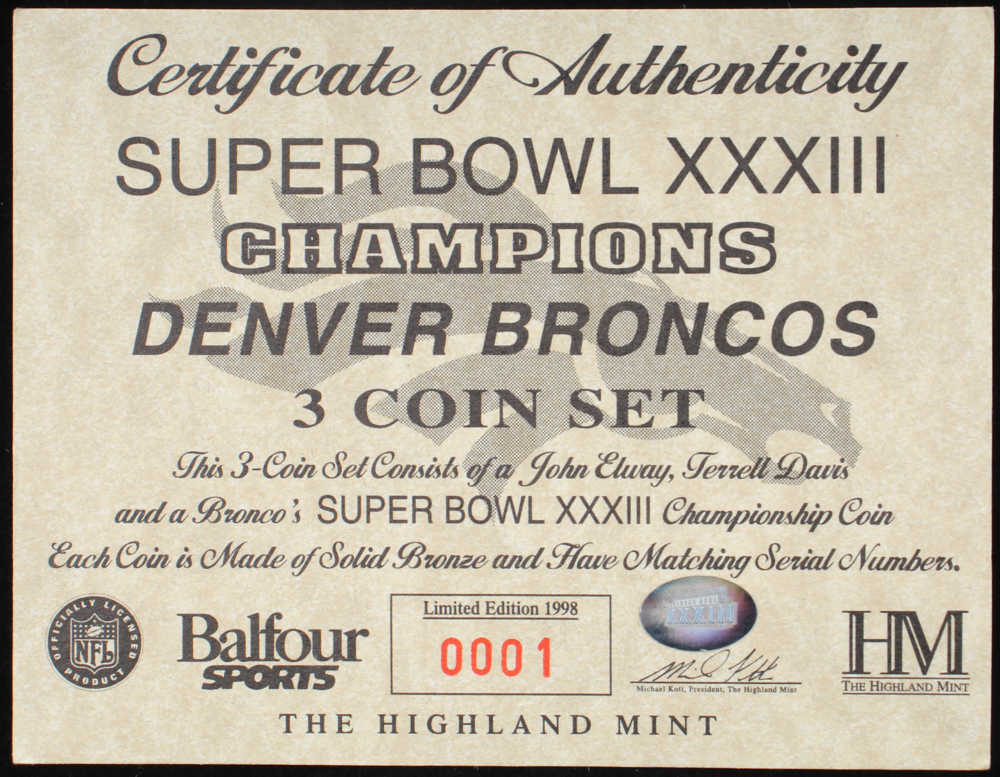 Certificate of Authenticity
SUPER BOWL XXXIII
CHAMPIONS
DENVER BRONCOS
3 COIN SET
This 3-Coin Set Consists of a John Elway, Terrell Davis
and a Bronco's SUPER BOWL XXXIII Championship Coin
Each Coin is Made of Solid Bronze and Have Matching Serial Numbers.
OFFICIALLY LICENSED
NFL
PRODUCT
Balfour
SPORTS
Limited Edition 1998
0001
SUPER BOWL
XXXIII
Michael Kott, President, The Highland Mint
HM
THE HIGHLAND MINT
THE HIGHLAND MINT